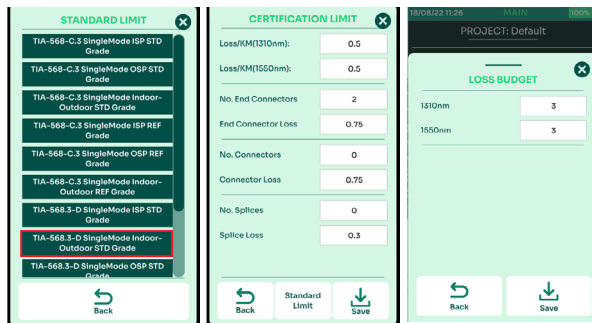 STANDARD LIMIT
TIA-568-C.3 SingleMode ISP STD
Grade
TIA-568-C.3 SingleMode OSP STD
Grade
TIA-568-C.3 SingleMode Indoor-
Outdoor STD Grade
TIA-568-C.3 SingleMode ISP REF
Grade
TIA-568-C.3 SingleMode OSP REF
Grade
TIA-568-C.3 SingleMode Indoor-
Outdoor REF Grade
TIA-568.3-D SingleMode ISP STD
Grade
TIA-568.3-D SingleMode Indoor-
Outdoor STD Grade
TIA-568.3-D SingleMode OSP STD
Grade
Back
CERTIFICATION LIMIT
Loss/KM(1310nm): 0.5
Loss/KM(1550nm): 0.5
No. End Connectors 2
End Connector Loss 0.75
No. Connectors 0
Connector Loss 0.75
No. Splices 0
Splice Loss 0.3
Back
Standard
Limit
Save
18/08/22 11:26 MAIN 100%
PROJECT: Default
LOSS BUDGET
1310nm 3
1550nm 3
Back
Save